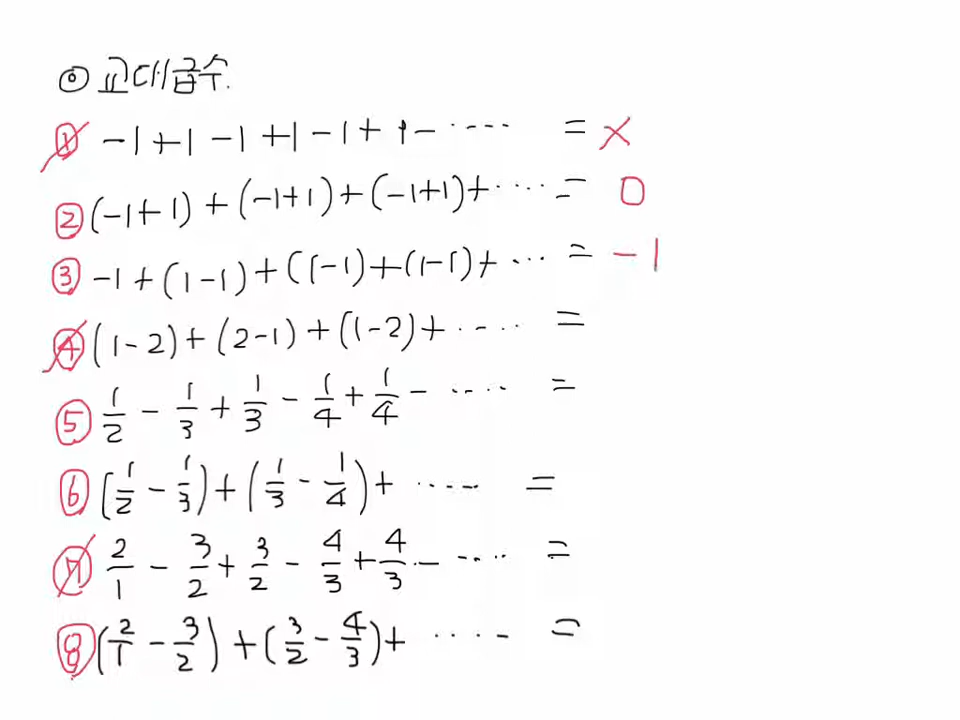 ◎ 교대급수.
① -1+1-1+1-1+1-····· = ×
② (-1+1)+(-1+1)+(-1+1)+····· = 0
③ -1+(1-1)+(1-1)+(1-1)+···· = -1
④ (1-2)+(2-1)+(1-2)+····· =
⑤ 1/2 - 1/3 + 1/3 - 1/4 + 1/4 - ····· =
⑥ (1/2 - 1/3)+(1/3 - 1/4)+ ····· =
⑦ 2/1 - 3/2 + 3/2 - 4/3 + 4/3 - ····· =
⑧ (2/1 - 3/2)+(3/2 - 4/3)+ ····· =